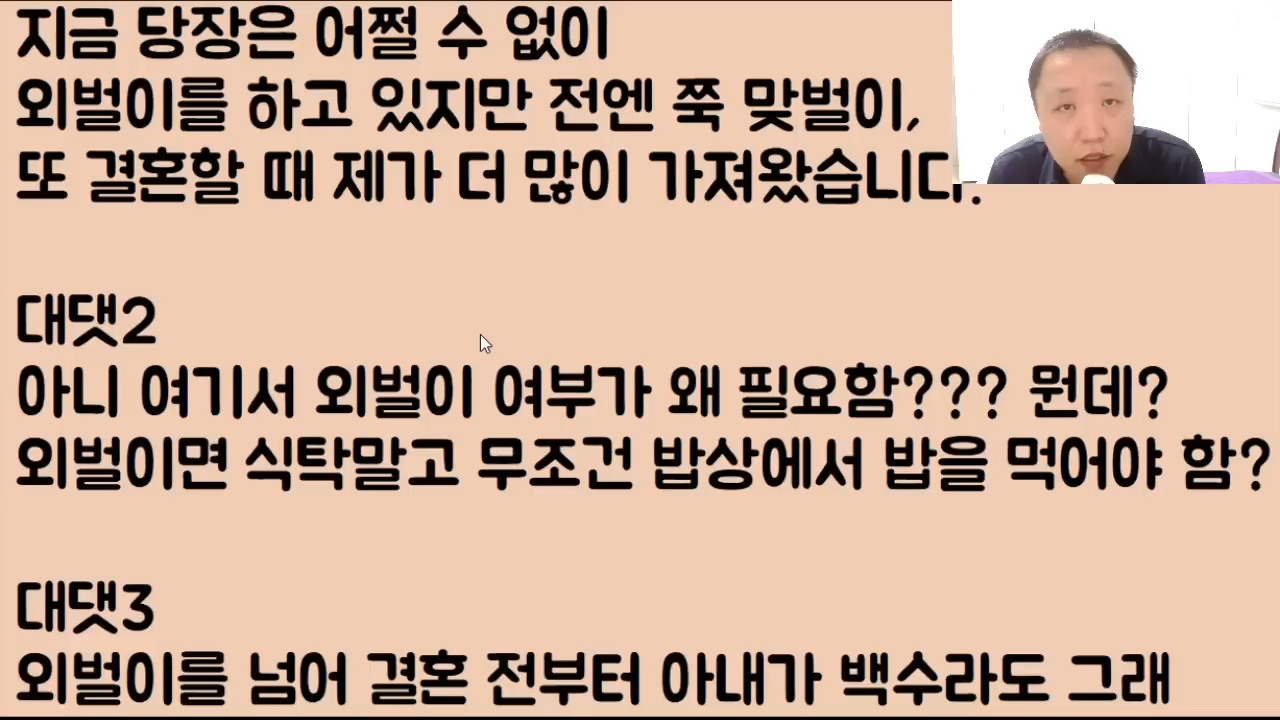 지금 당장은 어쩔 수 없이
외벌이를 하고 있지만 전엔 쭉 맞벌이,
또 결혼할 때 제가 더 많이 가져왔습니다.
대댓2
아니 여기서 외벌이 여부가 왜 필요함??? 뭔데?
외벌이면 식탁말고 무조건 밥상에서 밥을 먹어야 함?
대댓3
외벌이를 넘어 결혼 전부터 아내가 백수라도 그래